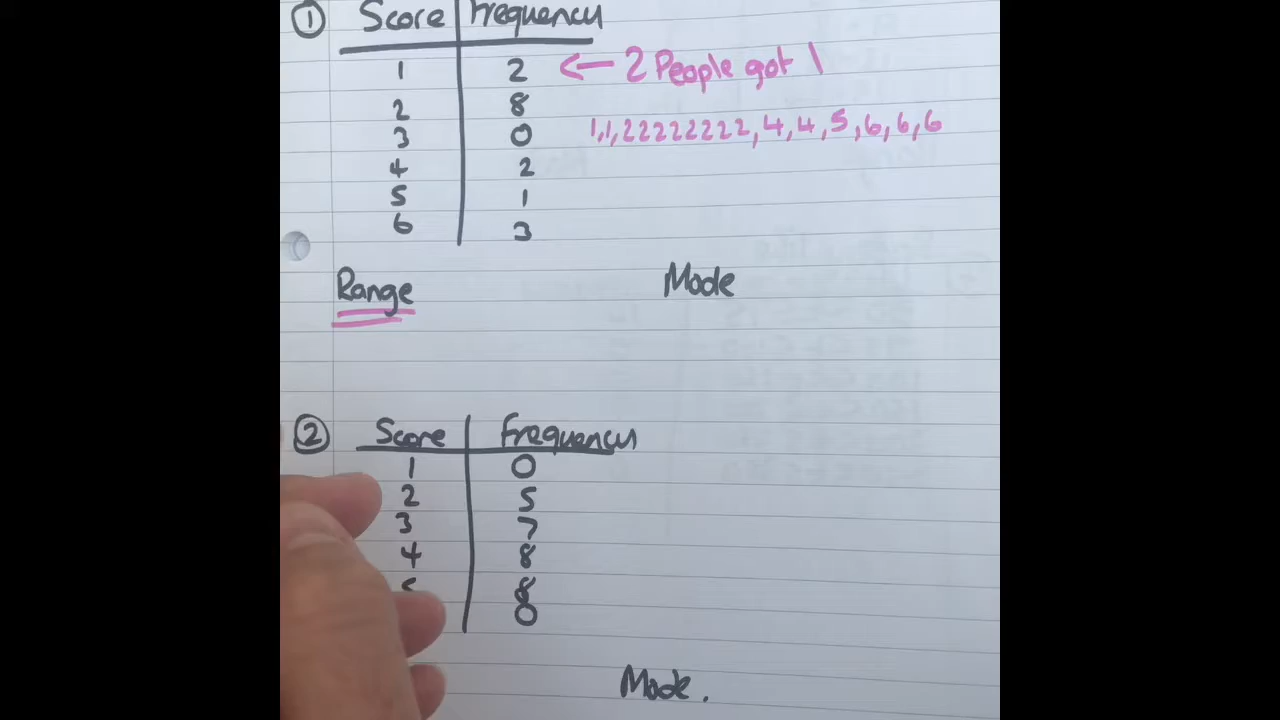 ① Score Frequency
1 2 <— 2 People got 1
2 8
3 0 1,1,22222222,4,4,5,6,6,6
4 2
5 1
6 3
Range Mode
② Score Frequency
1 0
2 5
3 7
4 8
8
0
Mode.